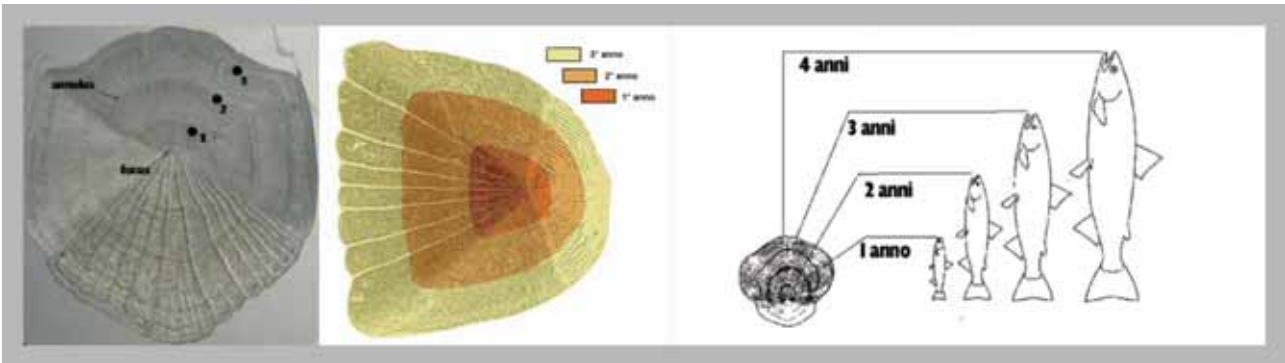 annulus
3
2
1
focus
3° anno
2° anno
1° anno
4 anni
3 anni
2 anni
1 anno